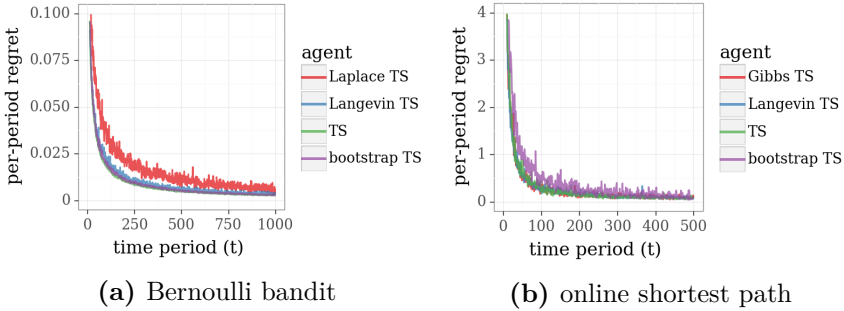 0.100
0.075
0.050
0.025
0
per-period regret
0
250
500
750
1000
time period (t)
agent
Laplace TS
Langevin TS
TS
bootstrap TS
(a) Bernoulli bandit
4
3
2
1
0
per-period regret
0
100
200
300
400
500
time period (t)
agent
Gibbs TS
Langevin TS
TS
bootstrap TS
(b) online shortest path